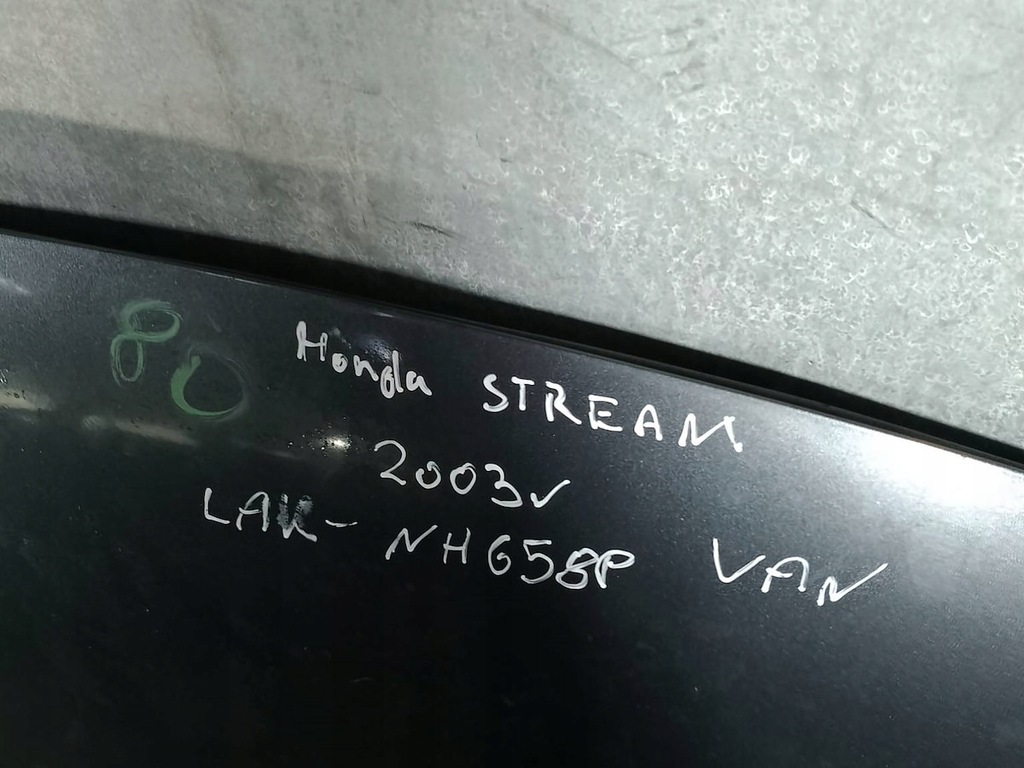 80
Honda STREAM
2003r
LAK- NH658P VAN